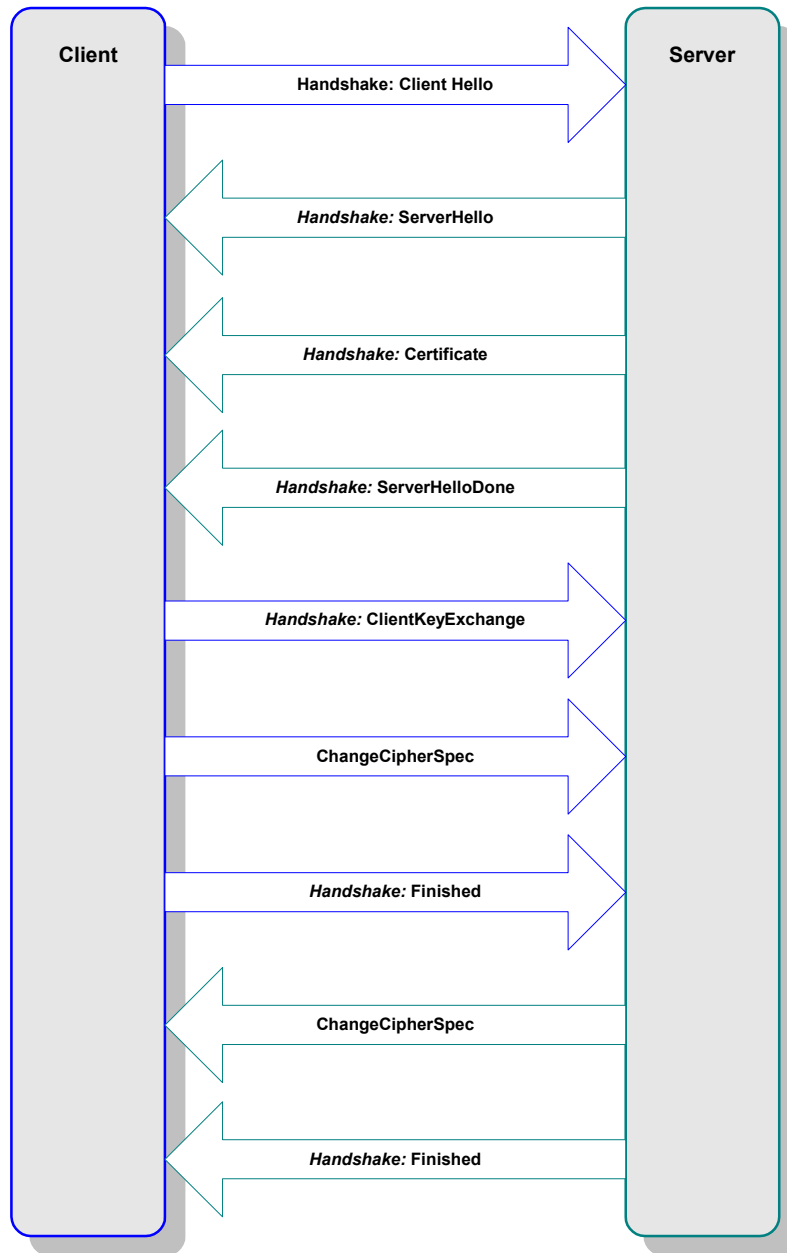 Client
Server
Handshake: Client Hello
Handshake: ServerHello
Handshake: Certificate
Handshake: ServerHelloDone
Handshake: ClientKeyExchange
ChangeCipherSpec
Handshake: Finished
ChangeCipherSpec
Handshake: Finished